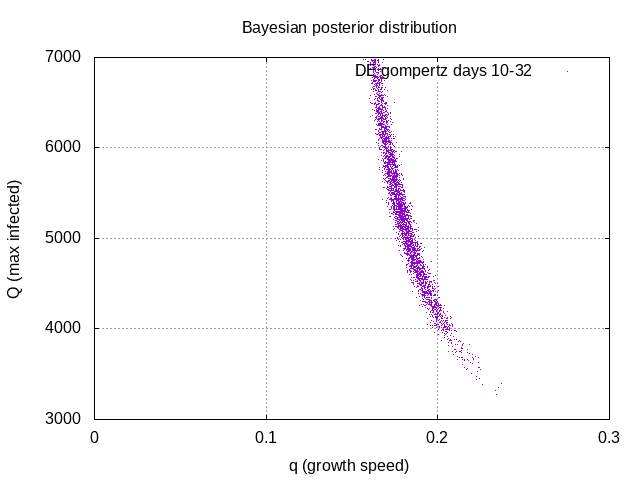 Bayesian posterior distribution
7000
DE gompertz days 10-32
6000
5000
4000
3000
Q (max infected)
0
0.1
0.2
0.3
q (growth speed)